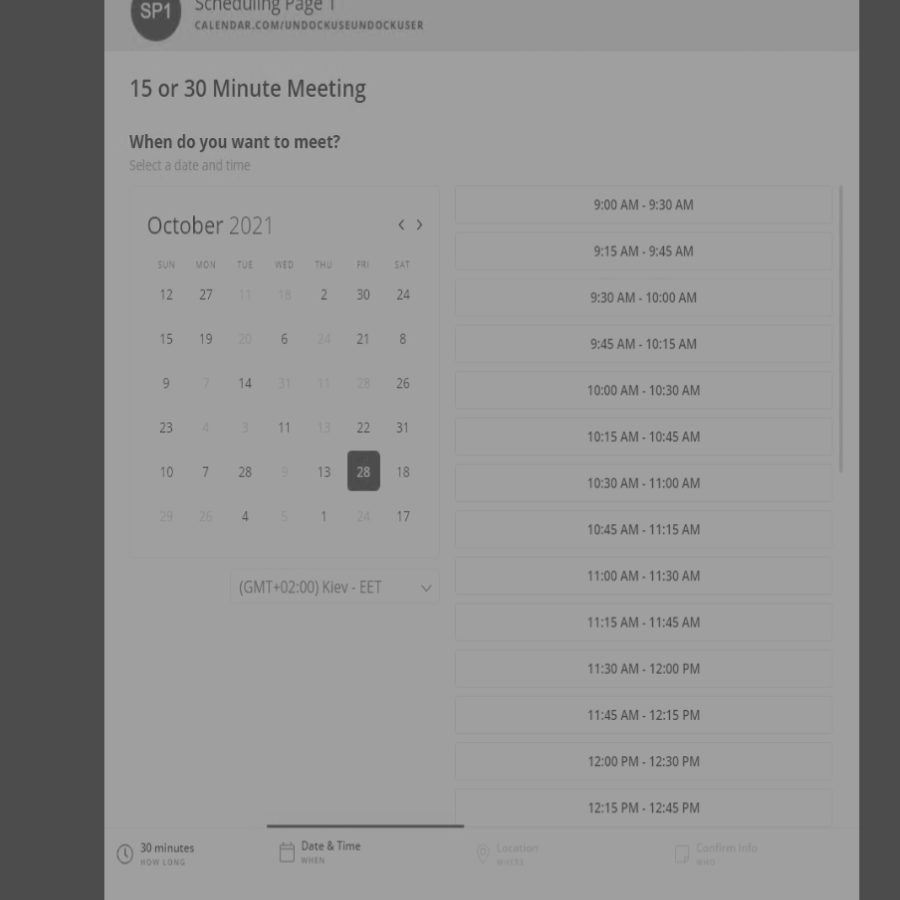 SP1
Scheduling Page 1
CALENDAR.COM/UNDOCKUSEUNDOCKUSER
15 or 30 Minute Meeting
When do you want to meet?
Select a date and time
October 2021
SUN MON TUE WED THU FRI SAT
12 27 11 18 2 30 24
15 19 20 6 24 21 8
9 7 14 31 11 28 26
23 4 3 11 13 22 31
10 7 28 9 13 28 18
29 26 4 5 1 24 17
(GMT+02:00) Kiev - EET
9:00 AM - 9:30 AM
9:15 AM - 9:45 AM
9:30 AM - 10:00 AM
9:45 AM - 10:15 AM
10:00 AM - 10:30 AM
10:15 AM - 10:45 AM
10:30 AM - 11:00 AM
10:45 AM - 11:15 AM
11:00 AM - 11:30 AM
11:15 AM - 11:45 AM
11:30 AM - 12:00 PM
11:45 AM - 12:15 PM
12:00 PM - 12:30 PM
12:15 PM - 12:45 PM
30 minutes
HOW LONG
Date & Time
WHEN
Location
WHERE
Confirm Info
WHO